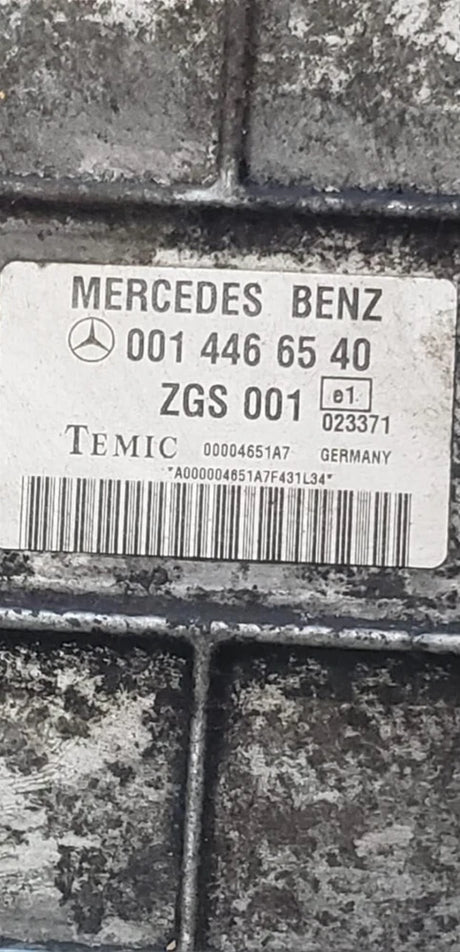 MERCEDES BENZ
001 446 65 40
ZGS 001 e1
023371
TEMIC 00004651A7 GERMANY
*A000004651A7F431L34*